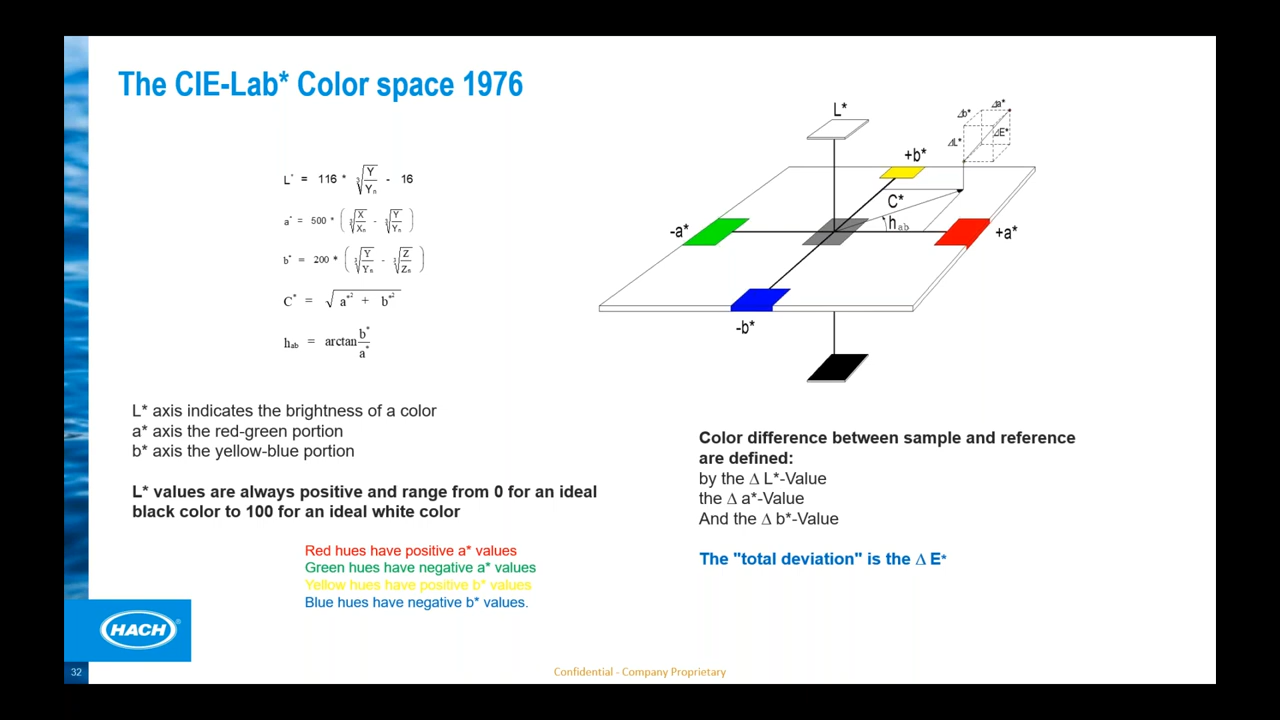 The CIE-Lab* Color space 1976
L* = 116 * ∛(Y/Yn) - 16
a* = 500 * ( ∛(X/Xn) - ∛(Y/Yn) )
b* = 200 * ( ∛(Y/Yn) - ∛(Z/Zn) )
C* = √(a*² + b*²)
hab = arctan b*/a*
L*
+b*
Δb*
Δa*
ΔL*
ΔE*
C*
hab
-a*
+a*
-b*
L* axis indicates the brightness of a color
a* axis the red-green portion
b* axis the yellow-blue portion
L* values are always positive and range from 0 for an ideal
black color to 100 for an ideal white color
Red hues have positive a* values
Green hues have negative a* values
Yellow hues have positive b* values
Blue hues have negative b* values.
Color difference between sample and reference
are defined:
by the Δ L*-Value
the Δ a*-Value
And the Δ b*-Value
The "total deviation" is the Δ E*
HACH®
32
Confidential - Company Proprietary